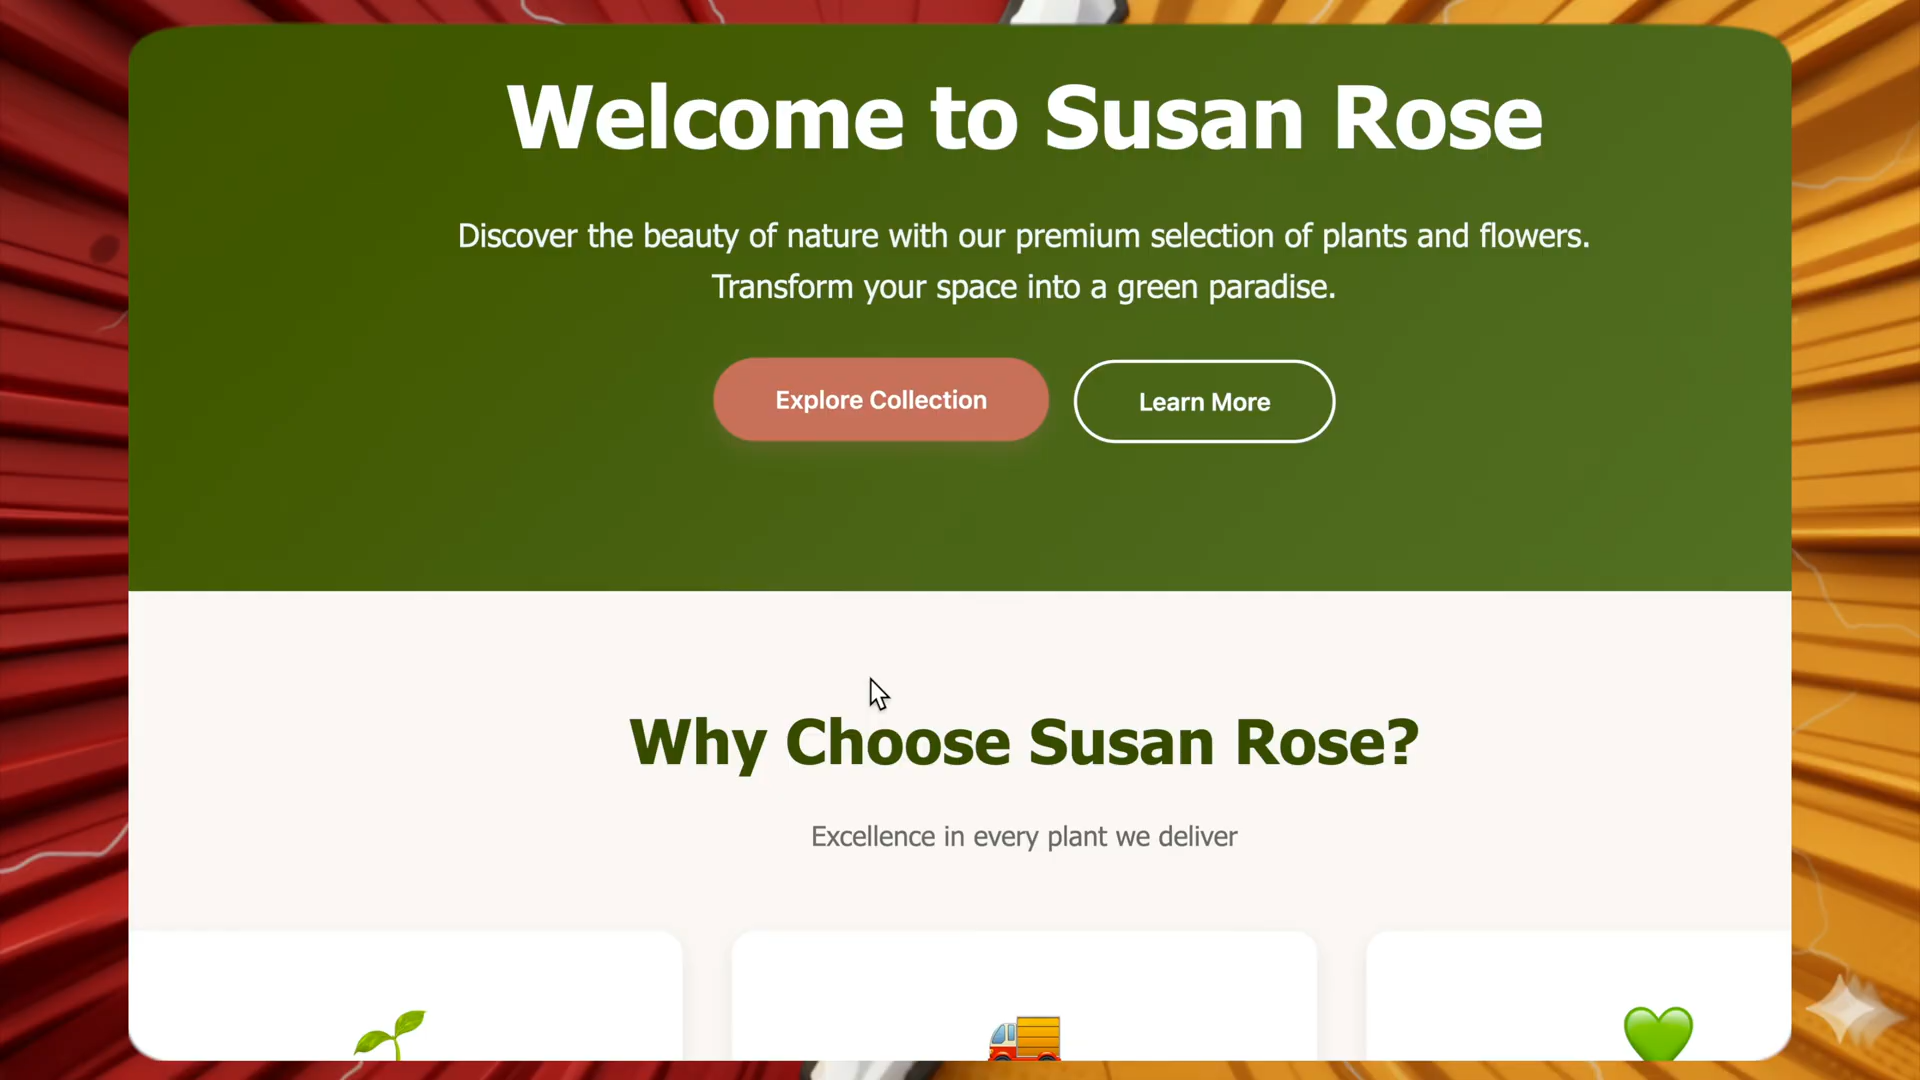 Welcome to Susan Rose
Discover the beauty of nature with our premium selection of plants and flowers.
Transform your space into a green paradise.
Explore Collection
Learn More
Why Choose Susan Rose?
Excellence in every plant we deliver